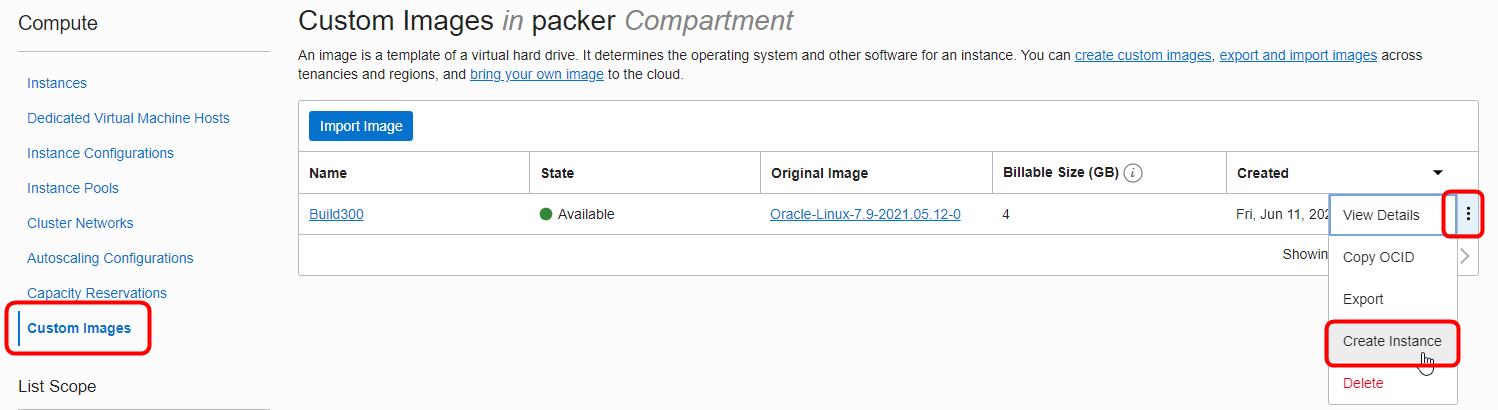 Compute
Instances
Dedicated Virtual Machine Hosts
Instance Configurations
Instance Pools
Cluster Networks
Autoscaling Configurations
Capacity Reservations
Custom Images
List Scope
Custom Images in packer Compartment
An image is a template of a virtual hard drive. It determines the operating system and other software for an instance. You can create custom images, export and import images across
tenancies and regions, and bring your own image to the cloud.
Import Image
Name State Original Image Billable Size (GB) i Created
Build300 Available Oracle-Linux-7.9-2021.05.12-0 4 Fri, Jun 11, 202
Showin
View Details
Copy OCID
Export
Create Instance
Delete